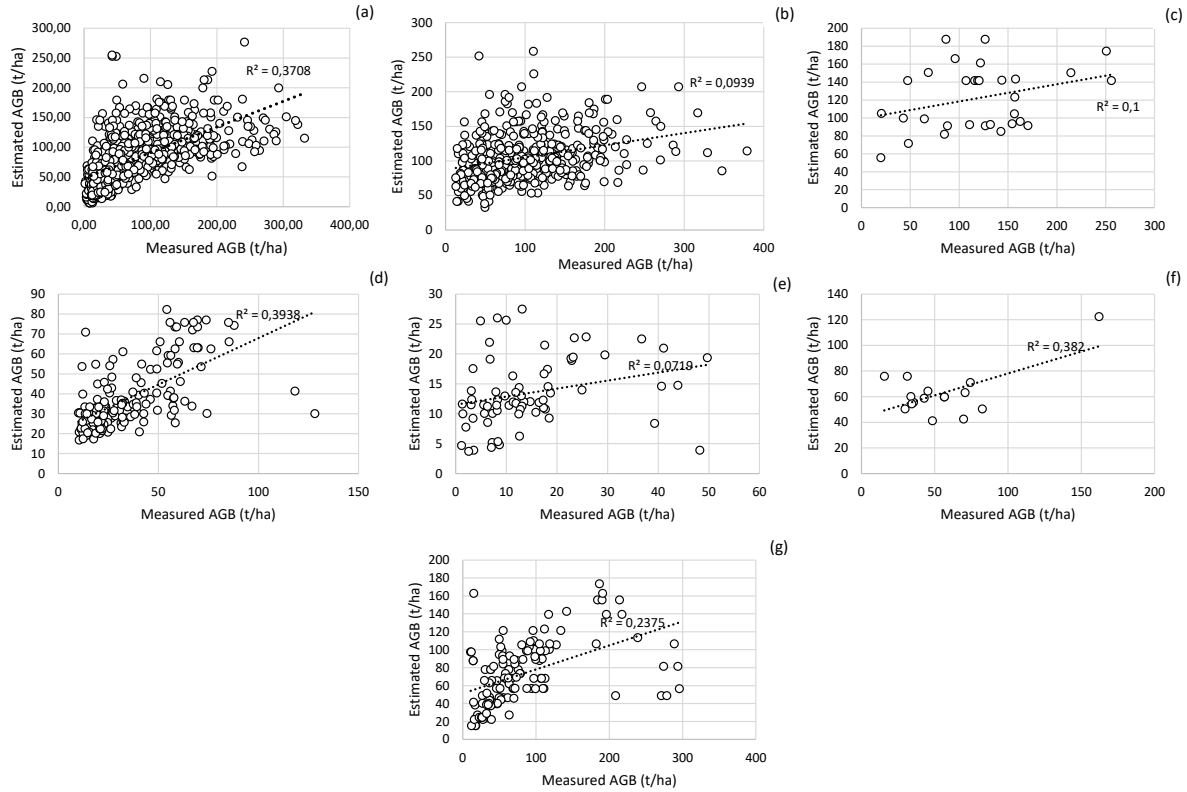 (a)
300,00
250,00
200,00
150,00
100,00
50,00
0,00
0,00 100,00 200,00 300,00 400,00
Estimated AGB (t/ha)
Measured AGB (t/ha)
R² = 0,3708
(b)
300
250
200
150
100
50
0
0 100 200 300 400
Estimated AGB (t/ha)
Measured AGB (t/ha)
R² = 0,0939
(c)
200
180
160
140
120
100
80
60
40
20
0
0 50 100 150 200 250 300
Estimated AGB (t/ha)
Measured AGB (t/ha)
R² = 0,1
(d)
90
80
70
60
50
40
30
20
10
0
0 50 100 150
Estimated AGB (t/ha)
Measured AGB (t/ha)
R² = 0,3938
(e)
30
25
20
15
10
5
0
0 10 20 30 40 50 60
Estimated AGB (t/ha)
Measured AGB (t/ha)
R² = 0,0719
(f)
140
120
100
80
60
40
20
0
0 50 100 150 200
Estimated AGB (t/ha)
Measured AGB (t/ha)
R² = 0,382
(g)
200
180
160
140
120
100
80
60
40
20
0
0 100 200 300 400
Estimated AGB (t/ha)
Measured AGB (t/ha)
R² = 0,2375